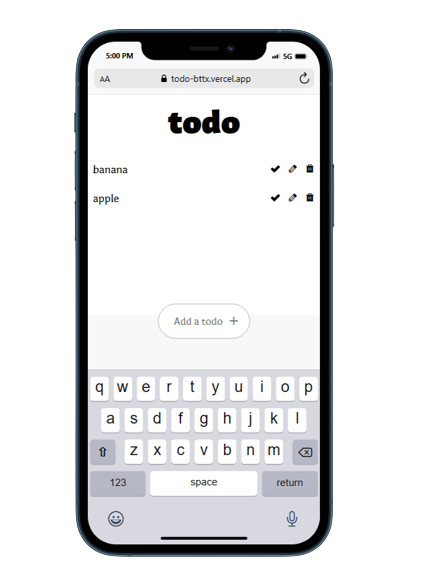 5:00 PM 5G
AA todo-bttx.vercel.app
todo
banana
apple
Add a todo +
q w e r t y u i o p
a s d f g h j k l
z x c v b n m
123 space return